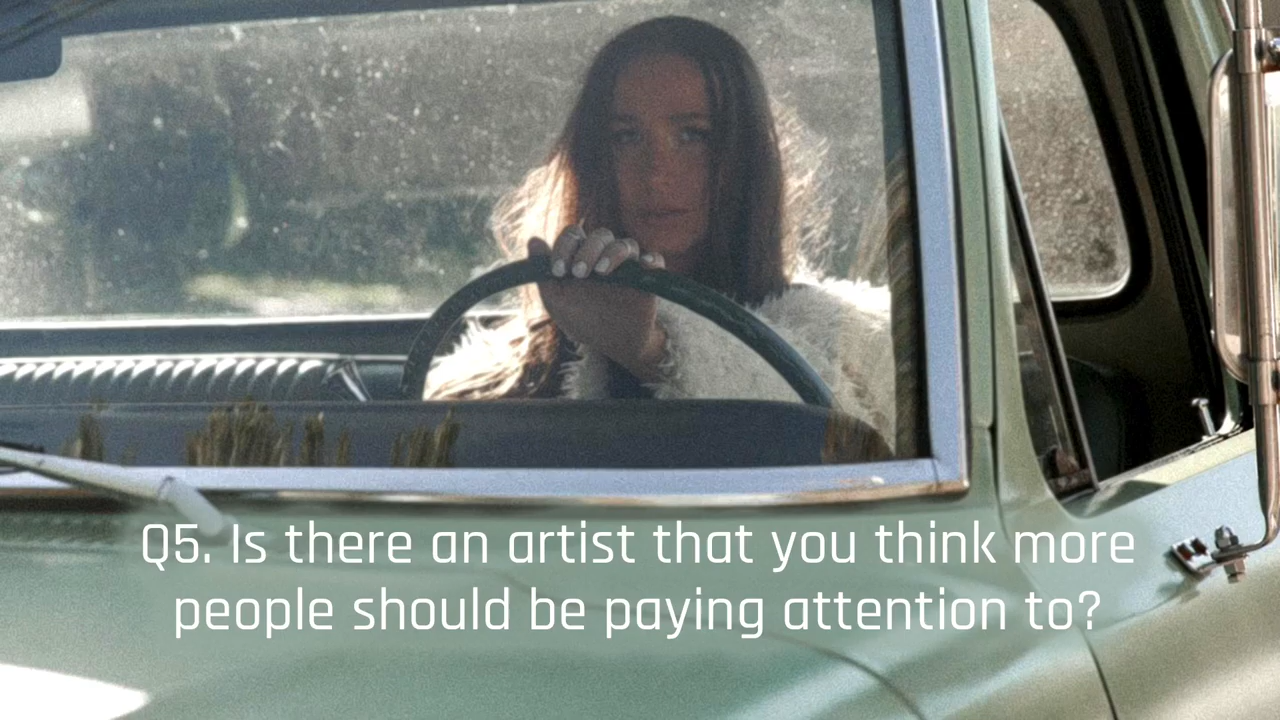 Q5. Is there an artist that you think more
people should be paying attention to?